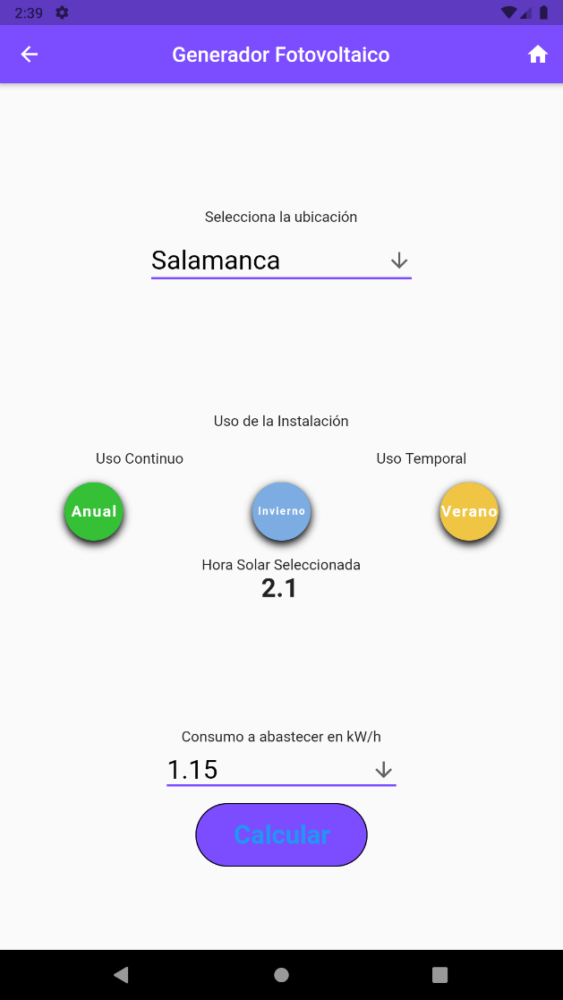 2:39
Generador Fotovoltaico
Selecciona la ubicación
Salamanca
Uso de la Instalación
Uso Continuo
Uso Temporal
Anual
Invierno
Verano
Hora Solar Seleccionada
2.1
Consumo a abastecer en kW/h
1.15
Calcular